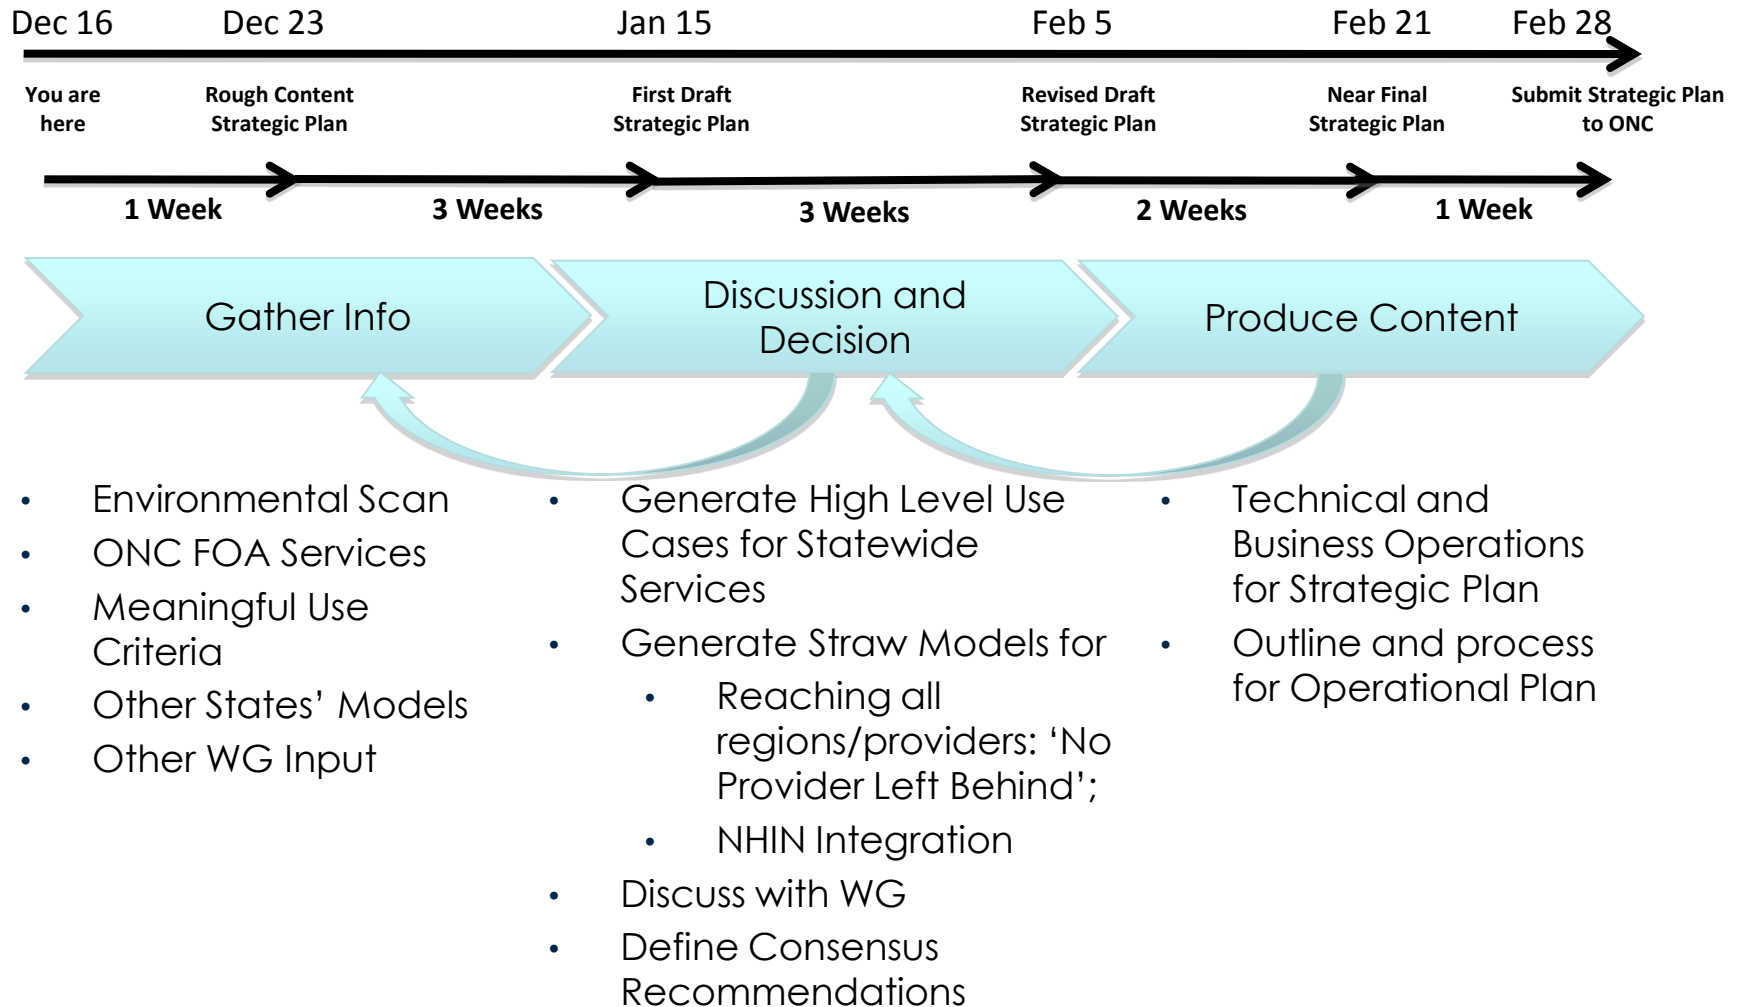 Dec 16
Dec 23
Jan 15
Feb 5
Feb 21
Feb 28
You are
here
Rough Content
Strategic Plan
First Draft
Strategic Plan
Revised Draft
Strategic Plan
Near Final
Strategic Plan
Submit Strategic Plan
to ONC
1 Week
3 Weeks
3 Weeks
2 Weeks
1 Week
Gather Info
Discussion and
Decision
Produce Content
• Environmental Scan
• ONC FOA Services
• Meaningful Use
Criteria
• Other States’ Models
• Other WG Input
• Generate High Level Use
Cases for Statewide
Services
• Generate Straw Models for
• Reaching all
regions/providers: ‘No
Provider Left Behind’;
• NHIN Integration
• Discuss with WG
• Define Consensus
Recommendations
• Technical and
Business Operations
for Strategic Plan
• Outline and process
for Operational Plan